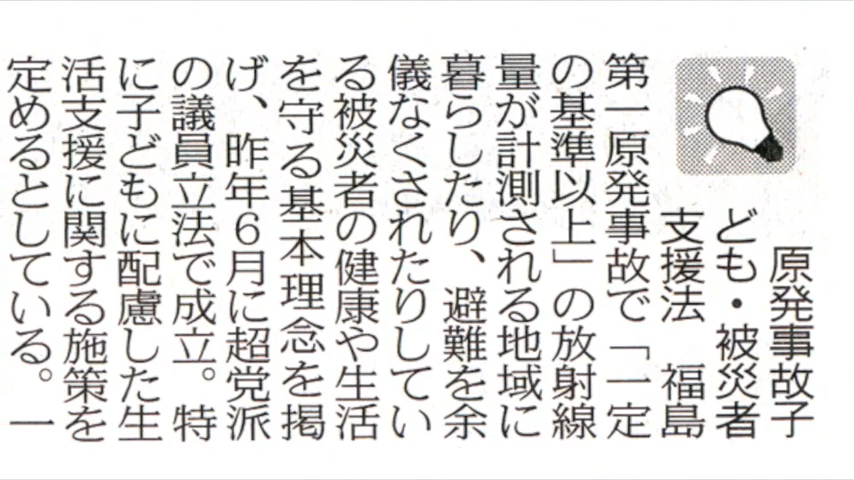 原発事故子
ども・被災者
支援法　福島
第一原発事故で「一定
の基準以上」の放射線
量が計測される地域に
暮らしたり、避難を余
儀なくされたりしてい
る被災者の健康や生活
を守る基本理念を掲
げ、昨年6月に超党派
の議員立法で成立。特
に子どもに配慮した生
活支援に関する施策を
定めるとしている。一